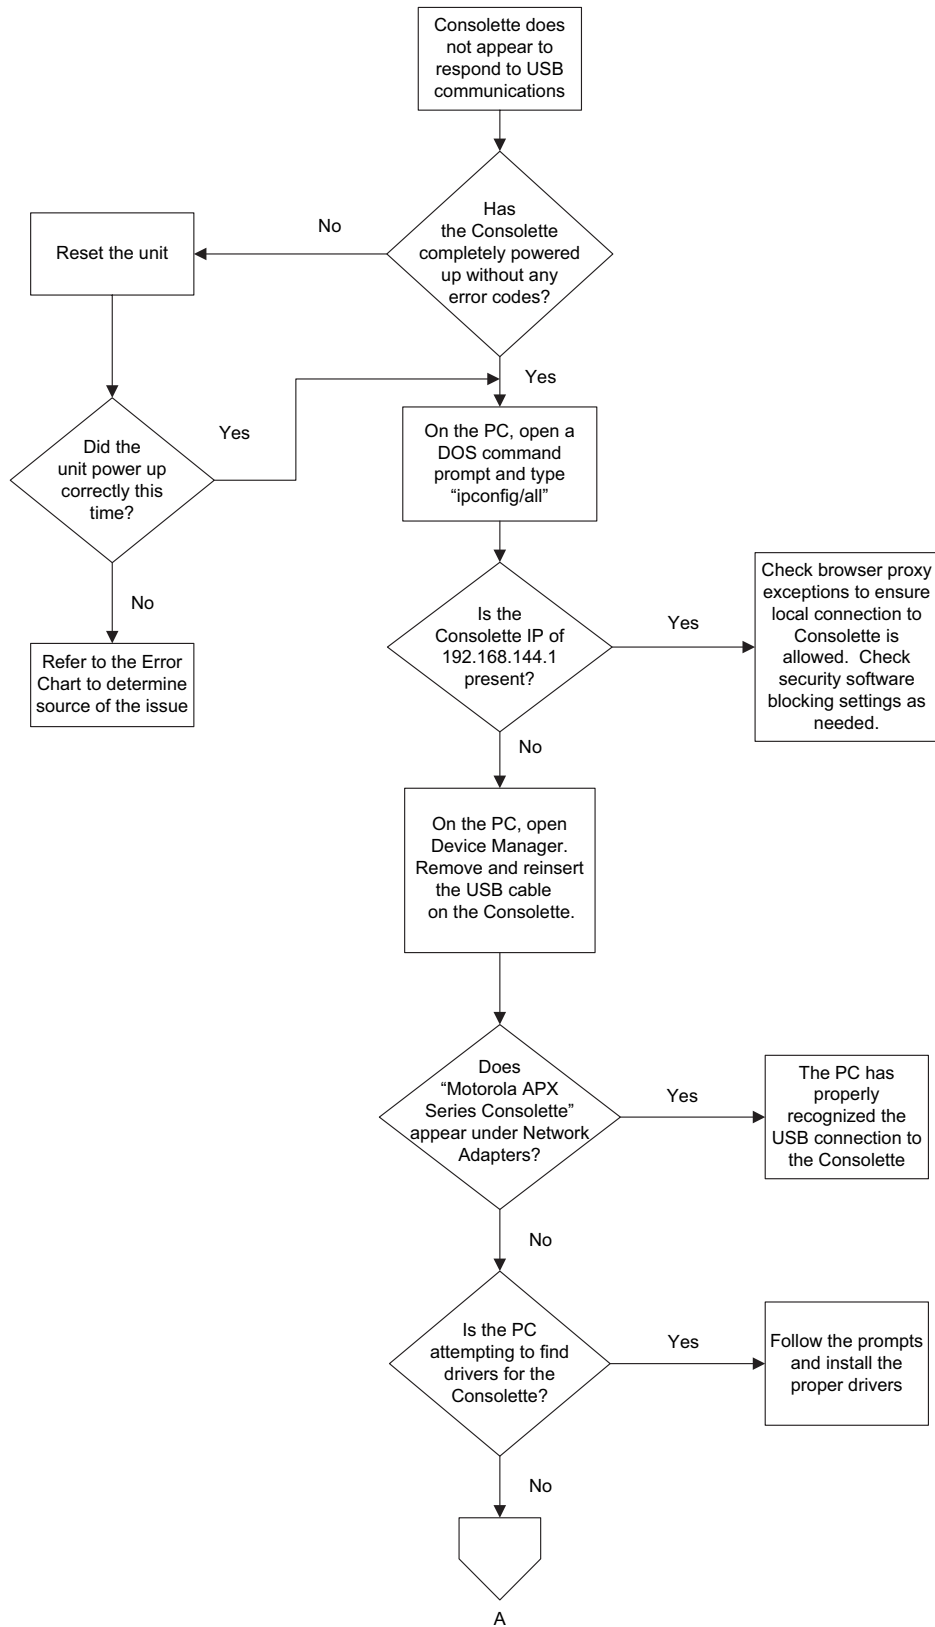 Consolette does
not appear to
respond to USB
communications
Has
the Consolette
completely powered
up without any
error codes?
No
Reset the unit
Yes
Did the
unit power up
correctly this
time?
Yes
On the PC, open a
DOS command
prompt and type
“ipconfig/all”
No
Refer to the Error
Chart to determine
source of the issue
Is the
Consolette IP of
192.168.144.1
present?
Yes
Check browser proxy
exceptions to ensure
local connection to
Consolette is
allowed.  Check
security software
blocking settings as
needed.
No
On the PC, open
Device Manager.
Remove and reinsert
the USB cable
on the Consolette.
Does
“Motorola APX
Series Consolette”
appear under Network
Adapters?
Yes
The PC has
properly
recognized the
USB connection to
the Consolette
No
Is the PC
attempting to find
drivers for the
Consolette?
Yes
Follow the prompts
and install the
proper drivers
No
A